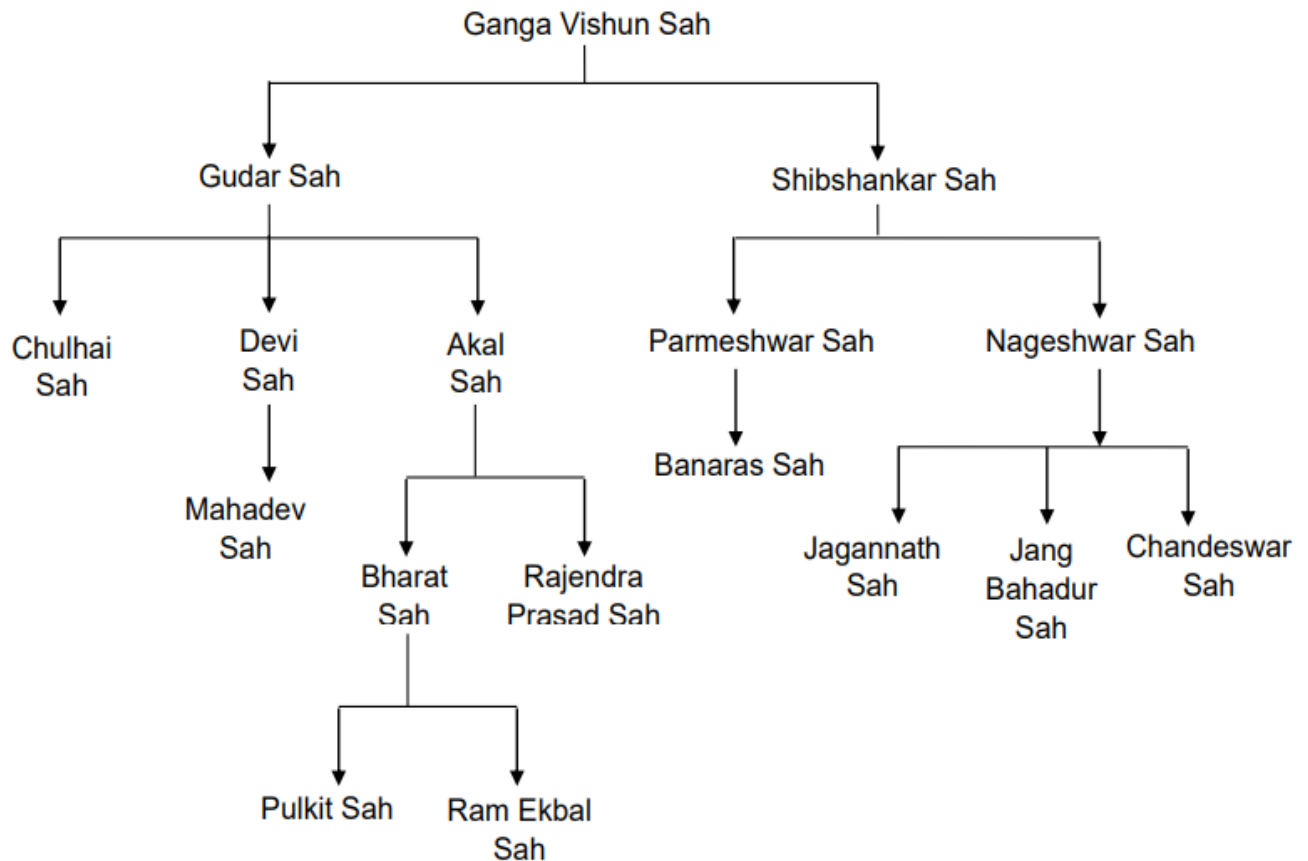 Ganga Vishun Sah
Gudar Sah
Shibshankar Sah
Chulhai
Sah
Devi
Sah
Akal
Sah
Parmeshwar Sah
Nageshwar Sah
Mahadev
Sah
Banaras Sah
Bharat
Sah
Rajendra
Prasad Sah
Jagannath
Sah
Jang
Bahadur
Sah
Chandeswar
Sah
Pulkit Sah
Ram Ekbal
Sah